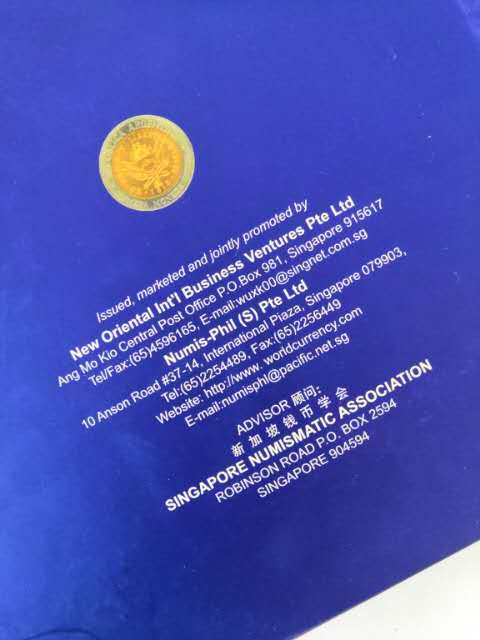 Issued, marketed and jointly promoted by
New Oriental Int'l Business Ventures Pte Ltd
Ang Mo Kio Central Post Office P.O.Box 981, Singapore 915617
Tel/Fax:(65)4596165, E-mail:wuxk00@singnet.com.sg
Numis-Phil (S) Pte Ltd
10 Anson Road #37-14, International Plaza, Singapore 079903,
Tel:(65)2254489, Fax:(65)2256449
Website: http://www. worldcurrency.com
E-mail:numisphl@pacific.net.sg
ADVISOR 顾问:
新加坡钱币学会
SINGAPORE NUMISMATIC ASSOCIATION
ROBINSON ROAD P.O. BOX 2594
SINGAPORE 904594